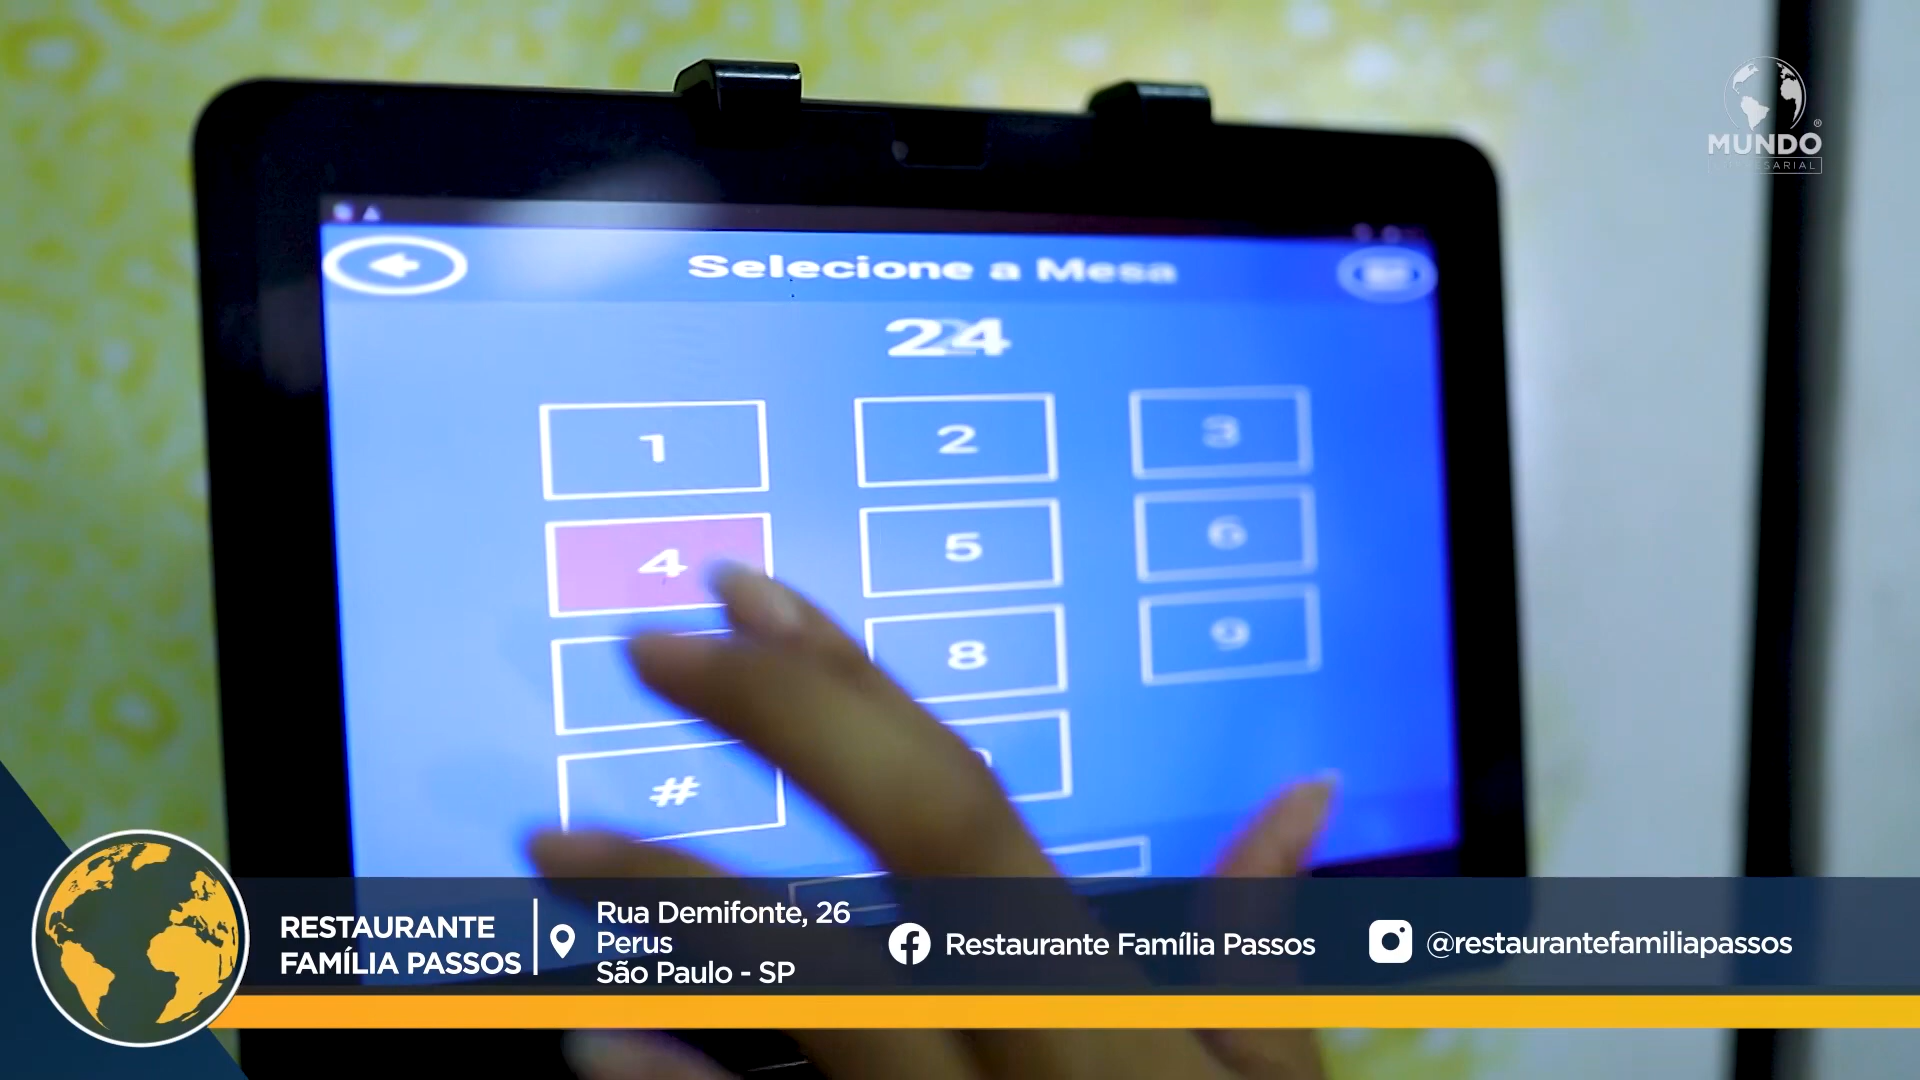 MUNDO
EMPRESARIAL
Selecione a Mesa
24
1
2
3
4
5
6
8
9
#
RESTAURANTE
FAMÍLIA PASSOS
Rua Demifonte, 26
Perus
São Paulo - SP
Restaurante Família Passos
@restaurantefamiliapassos